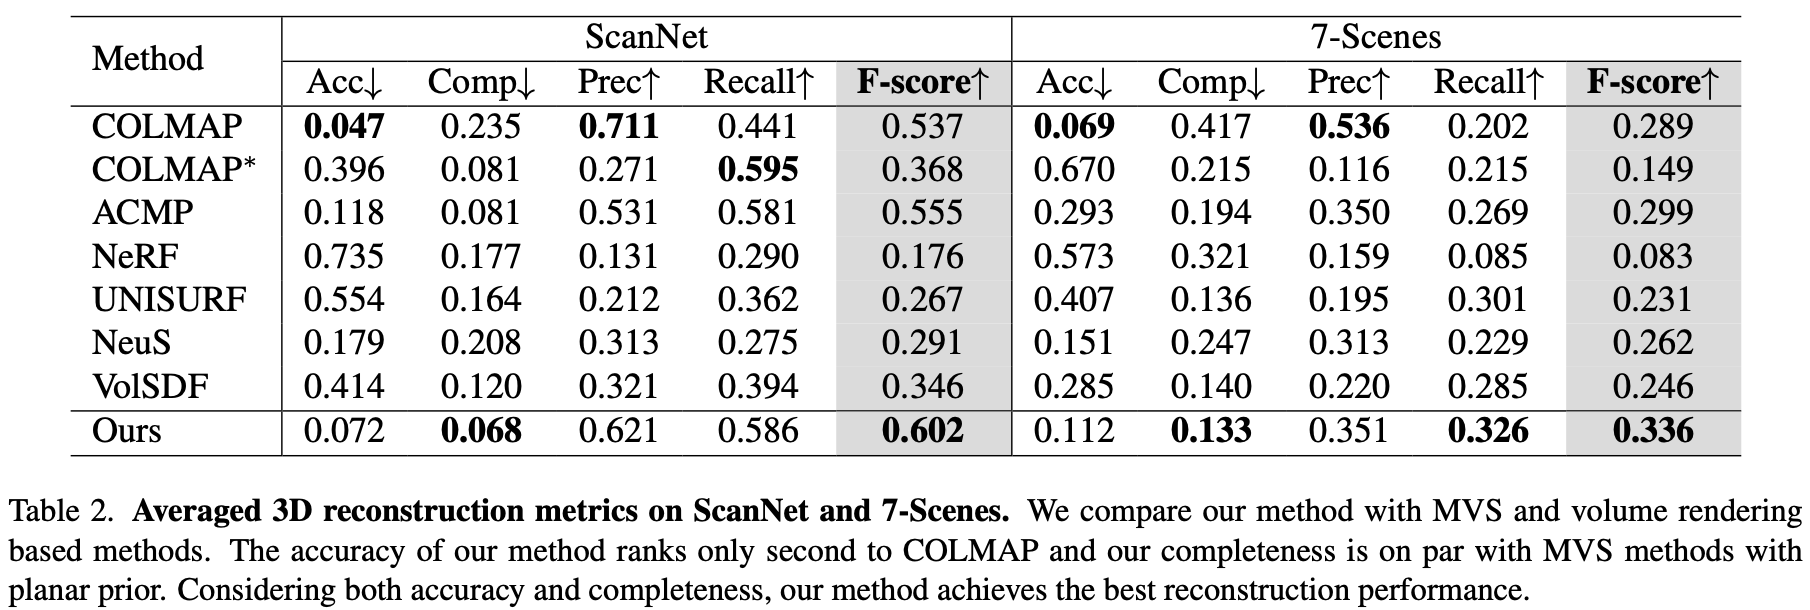 Method ScanNet 7-Scenes
Acc↓ Comp↓ Prec↑ Recall↑ F-score↑ Acc↓ Comp↓ Prec↑ Recall↑ F-score↑
COLMAP 0.047 0.235 0.711 0.441 0.537 0.069 0.417 0.536 0.202 0.289
COLMAP* 0.396 0.081 0.271 0.595 0.368 0.670 0.215 0.116 0.215 0.149
ACMP 0.118 0.081 0.531 0.581 0.555 0.293 0.194 0.350 0.269 0.299
NeRF 0.735 0.177 0.131 0.290 0.176 0.573 0.321 0.159 0.085 0.083
UNISURF 0.554 0.164 0.212 0.362 0.267 0.407 0.136 0.195 0.301 0.231
NeuS 0.179 0.208 0.313 0.275 0.291 0.151 0.247 0.313 0.229 0.262
VolSDF 0.414 0.120 0.321 0.394 0.346 0.285 0.140 0.220 0.285 0.246
Ours 0.072 0.068 0.621 0.586 0.602 0.112 0.133 0.351 0.326 0.336
Table 2. Averaged 3D reconstruction metrics on ScanNet and 7-Scenes. We compare our method with MVS and volume rendering
based methods. The accuracy of our method ranks only second to COLMAP and our completeness is on par with MVS methods with
planar prior. Considering both accuracy and completeness, our method achieves the best reconstruction performance.